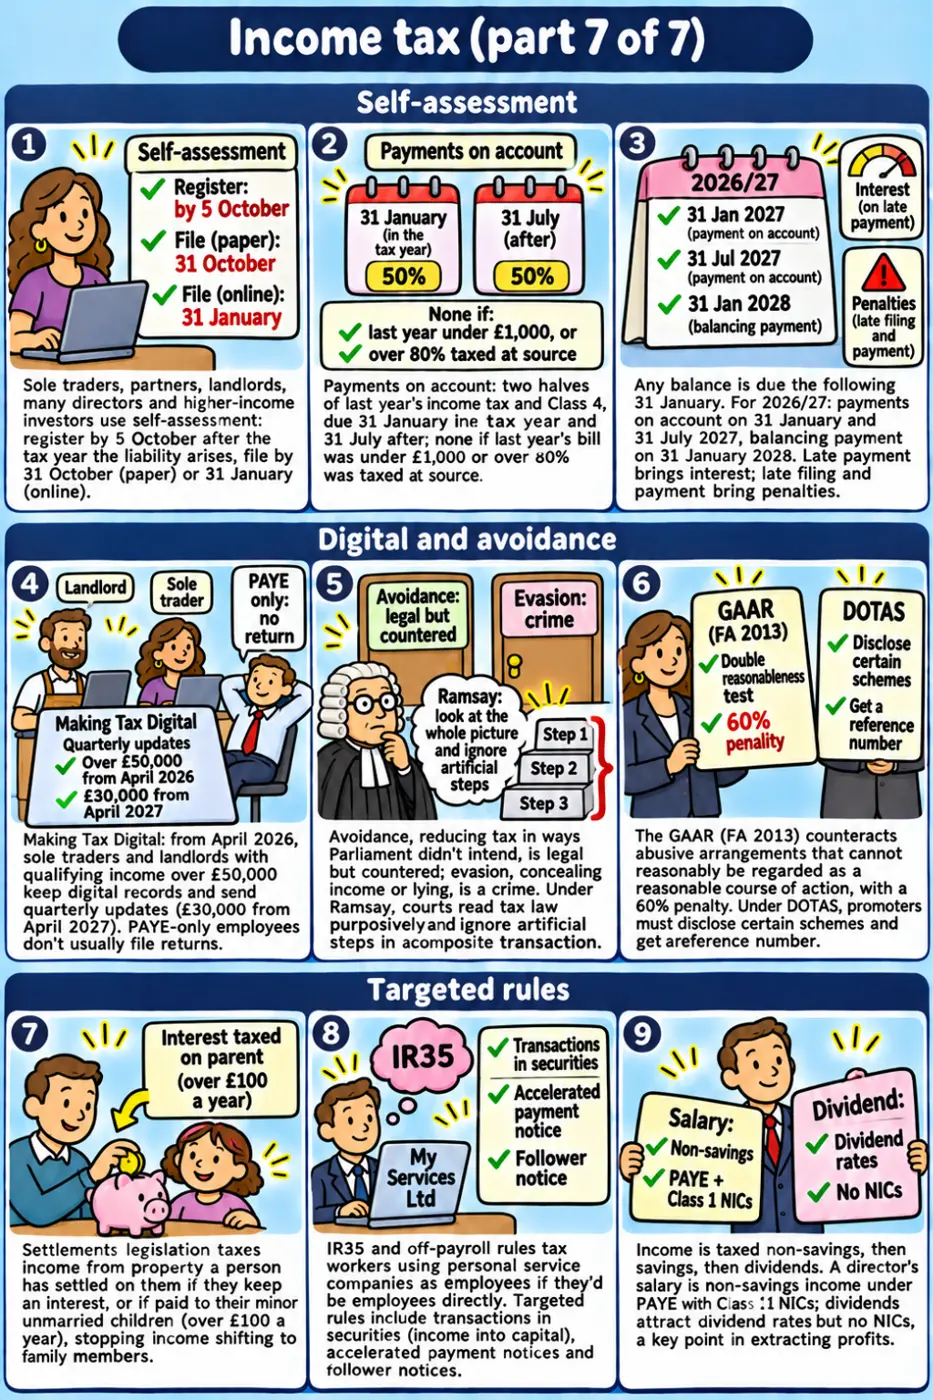 Income tax (part 7 of 7)
Self-assessment
1
Self-assessment
Register:
by 5 October
File (paper):
31 October
File (online):
31 January
Sole traders, partners, landlords,
many directors and higher-income
investors use self-assessment:
register by 5 October after the
tax year the liability arises, file by
31 October (paper) or 31 January
(online).
2
Payments on account
31 January
(in the
tax year)
50%
31 July
(after)
50%
None if:
last year under £1,000, or
over 80% taxed at source
Payments on account: two halves
of last year's income tax and Class 4,
due 31 January ine tax year and
31 July after; none if last year's bill
was under £1,000 or over 80%
was taxed at source.
3
2026/27
31 Jan 2027
(payment on account)
31 Jul 2027
(payment on account)
31 Jan 2028
(balancing payment)
Interest
(on late
payment)
Penalties
(late filing
and
payment)
Any balance is due the following
31 January. For 2026/27: payments
on account on 31 January and
31 July 2027, balancing payment
on 31 January 2028. Late payment
brings interest; late filing and
payment bring penalties.
Digital and avoidance
4
Landlord
Sole
trader
PAYE
only:
no
return
Making Tax Digital
Quarterly updates
Over £50,000
from April 2026
£30,000 from
April 2027
Making Tax Digital: from April 2026,
sole traders and landlords with
qualifying income over £50,000
keep digital records and send
quarterly updates (£30,000 from
April 2027). PAYE-only employees
don't usually file returns.
5
Avoidance:
legal but
countered
Evasion:
crime
Ramsay:
look at the
whole picture
and ignore
artificial
steps
Step 1
Step 2
Step 3
Avoidance, reducing tax in ways
Parliament didn't intend, is legal
but countered; evasion, concealing
income or lying, is a crime. Under
Ramsay, courts read tax law
purposively and ignore artificial
steps in acomposite transaction.
6
GAAR
(FA 2013)
Double
reasonableness
test
60%
penalty
DOTAS
Disclose
certain
schemes
Get a
reference
number
The GAAR (FA 2013) counteracts
abusive arrangements that cannot
reasonably be regarded as a
reasonable course of action, with a
60% penalty. Under DOTAS, promoters
must disclose certain schemes and
get areference number.
Targeted rules
7
Interest taxed
on parent
(over £100
a year)
Settlements legislation taxes
income from property a person
has settled on them if they keep
an interest, or if paid to their minor
unmarried children (over £100 a
year), stopping income shifting to
family members.
8
IR35
My
Services
Ltd
Transactions
in securities
Accelerated
payment
notice
Follower
notice
IR35 and off-payroll rules tax
workers using personal service
companies as employees if they'd
be employees directly. Targeted
rules include transactions in
securities (income into capital),
accelerated payment notices and
follower notices.
9
Salary:
Non-savings
PAYE +
Class 1 NICs
Dividend:
Dividend
rates
No NICs
Income is taxed non-savings, then
savings, then dividends. A director's
salary is non-savings income under
PAYE with Class 1 NICs; dividends
attract dividend rates but no NICs,
a key point in extracting profits.